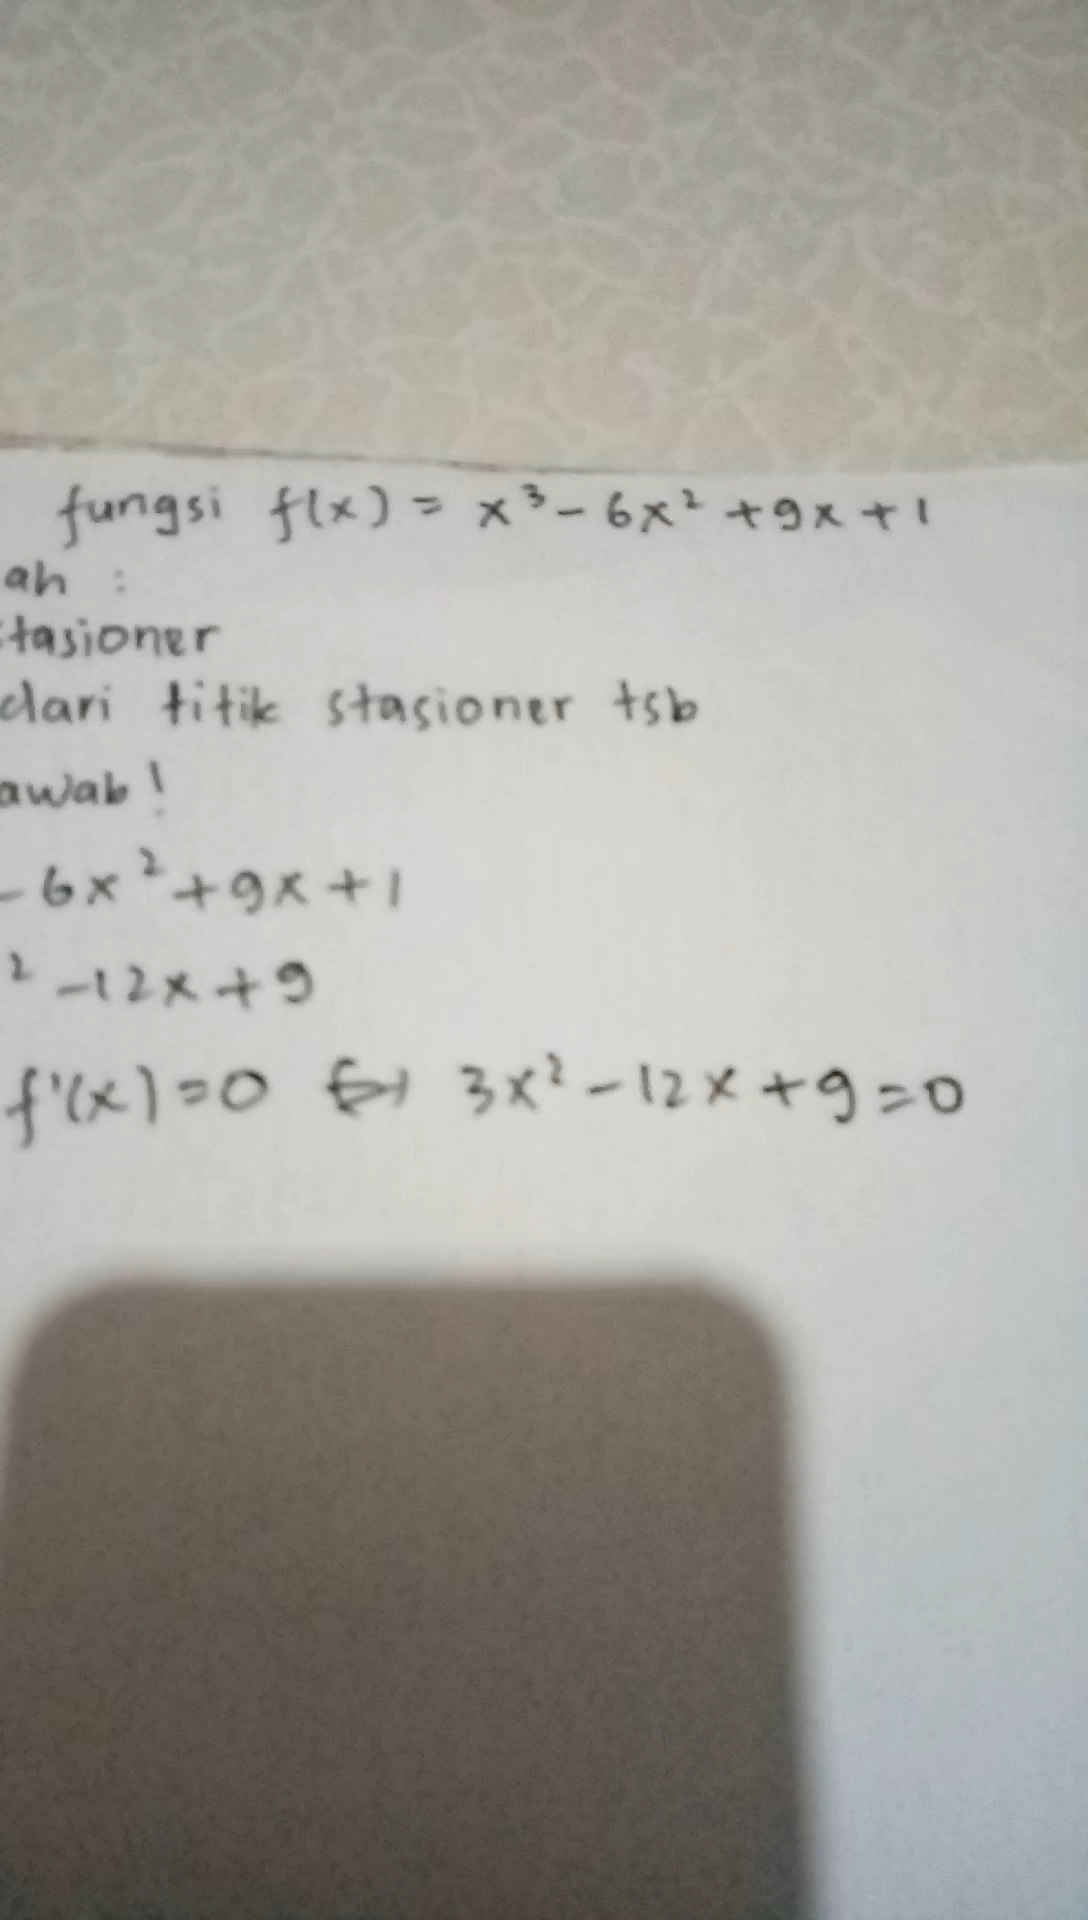 fungsi f(x) = x³ - 6x² + 9x + 1
ah :
stasioner
dari titik stasioner tsb
awab !
- 6x² + 9x + 1
² - 12x + 9
f'(x) = 0 ⇔ 3x² - 12x + 9 = 0